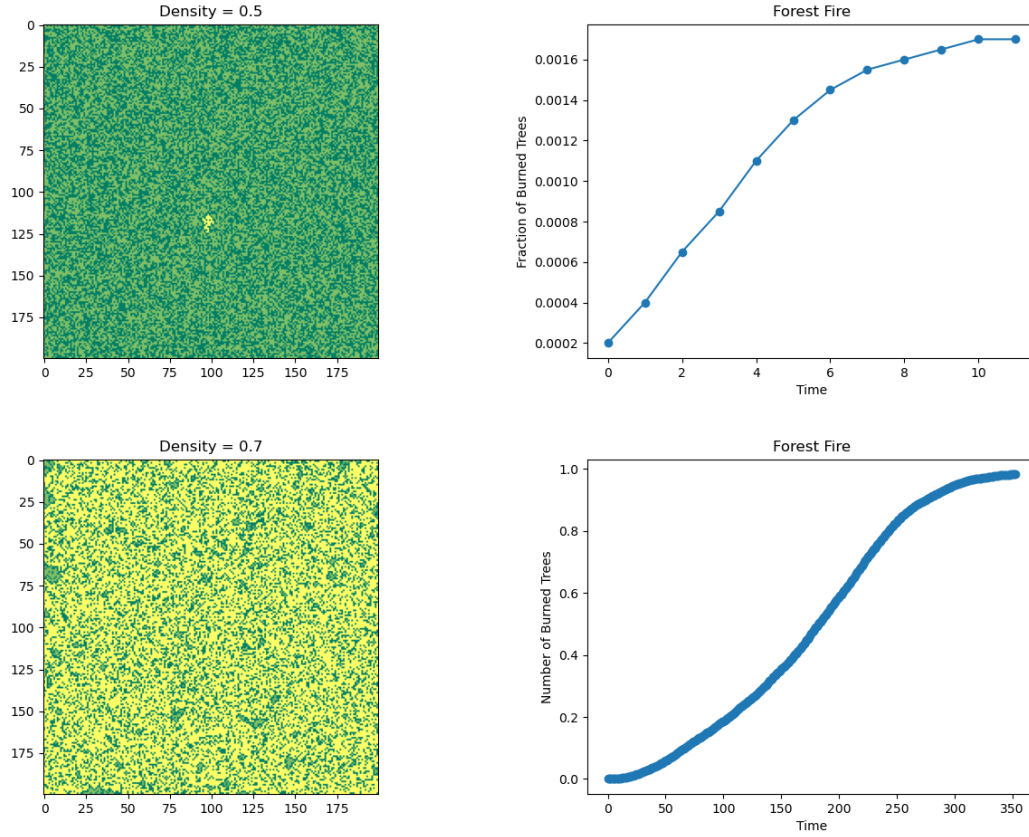 Density = 0.5
0
25
50
75
100
125
150
175
0 25 50 75 100 125 150 175
Forest Fire
Fraction of Burned Trees
0.0016
0.0014
0.0012
0.0010
0.0008
0.0006
0.0004
0.0002
0 2 4 6 8 10
Time
Density = 0.7
0
25
50
75
100
125
150
175
0 25 50 75 100 125 150 175
Forest Fire
Number of Burned Trees
1.0
0.8
0.6
0.4
0.2
0.0
0 50 100 150 200 250 300 350
Time